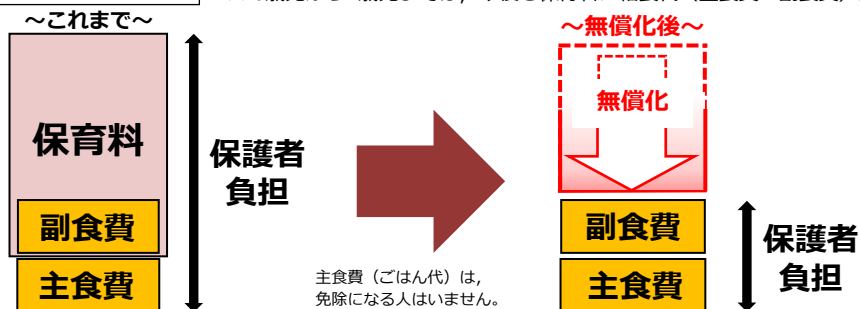 ～これまで～
保育料
副食費
主食費
保護者
負担
主食費（ごはん代）は，
免除になる人はいません。
～無償化後～
無償化
副食費
主食費
保護者
負担